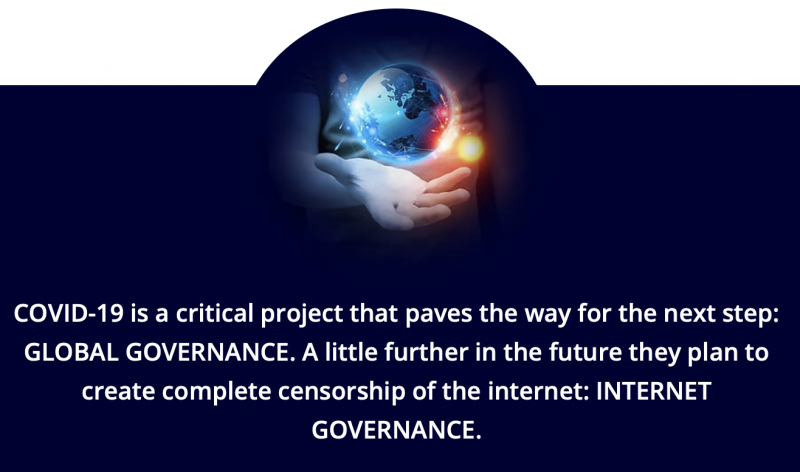 COVID-19 is a critical project that paves the way for the next step:
GLOBAL GOVERNANCE. A little further in the future they plan to
create complete censorship of the internet: INTERNET
GOVERNANCE.